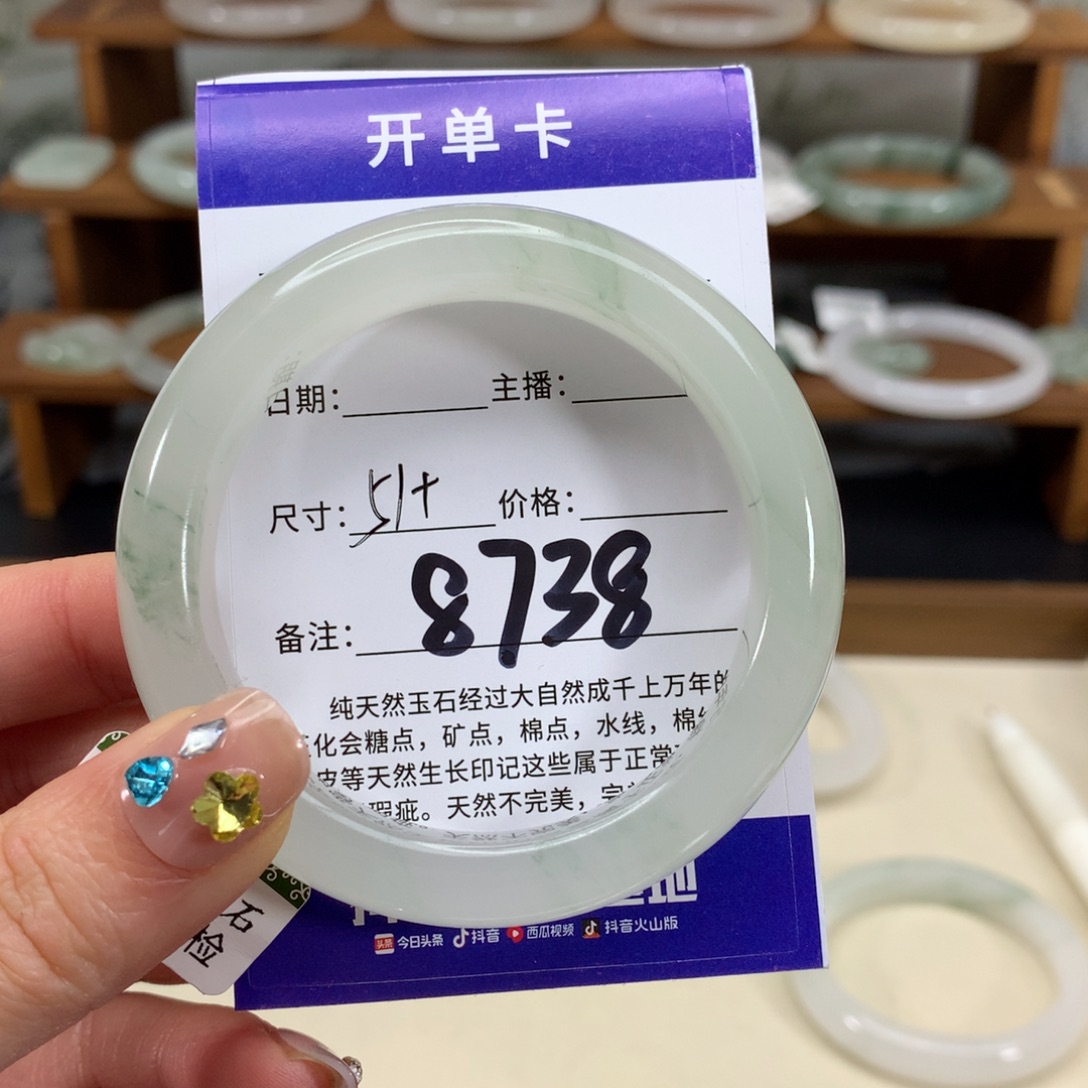 开单卡
日期: 主播:
尺寸: 51+ 价格:
8738
备注:
纯天然玉石经过大自然成千上万年的
化会糖点，矿点，棉点，水线，棉
皮等天然生长印记这些属于正常
瑕疵。天然不完美，
地
头条 今日头条 抖音 西瓜视频 抖音火山版
石
检